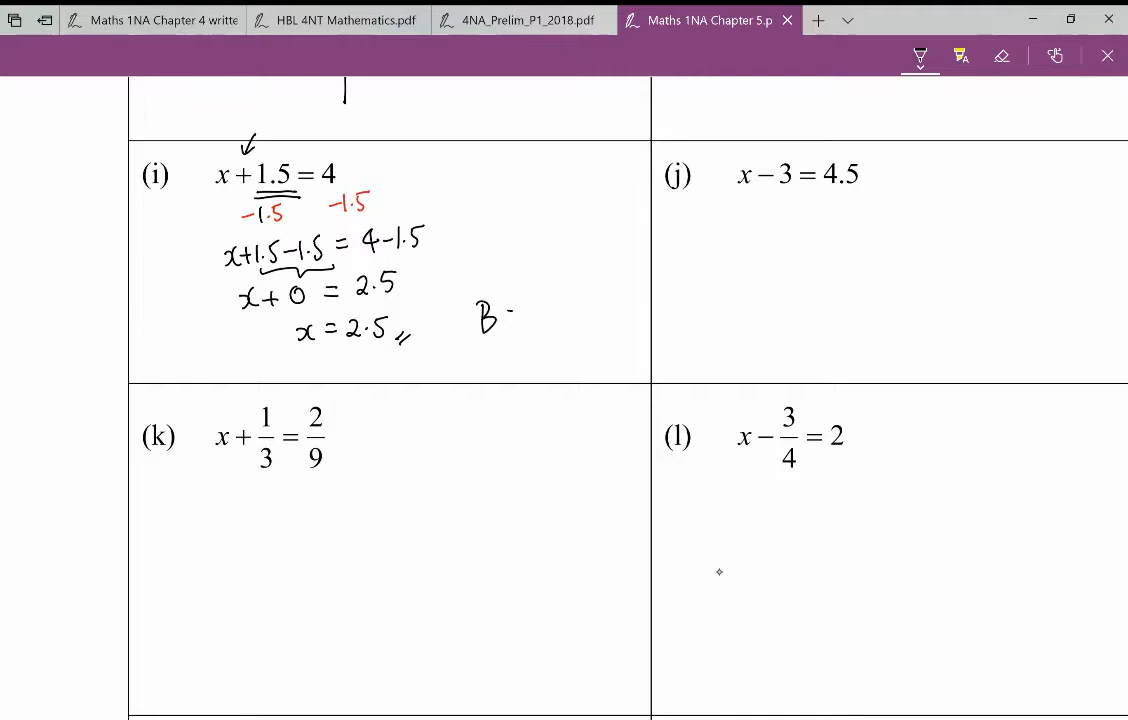 Maths 1NA Chapter 4 writte
HBL 4NT Mathematics.pdf
4NA_Prelim_P1_2018.pdf
Maths 1NA Chapter 5.p
(i) x + 1.5 = 4
-1.5 -1.5
x+1.5-1.5 = 4-1.5
x+0 = 2.5
x = 2.5
B -
(j) x − 3 = 4.5
(k) x + 1/3 = 2/9
(l) x − 3/4 = 2